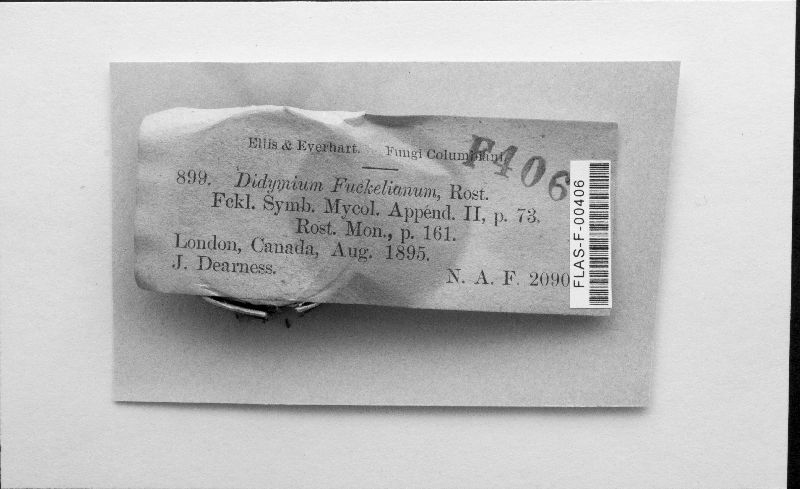 Ellis & Everhart. Fungi Columbiani
F406
899. Didymium Fuckelianum, Rost.
Fckl. Symb. Mycol. Append. II, p. 73.
Rost. Mon., p. 161.
London, Canada, Aug. 1895.
J. Dearness.
N. A. F. 2090
FLAS-F-00406